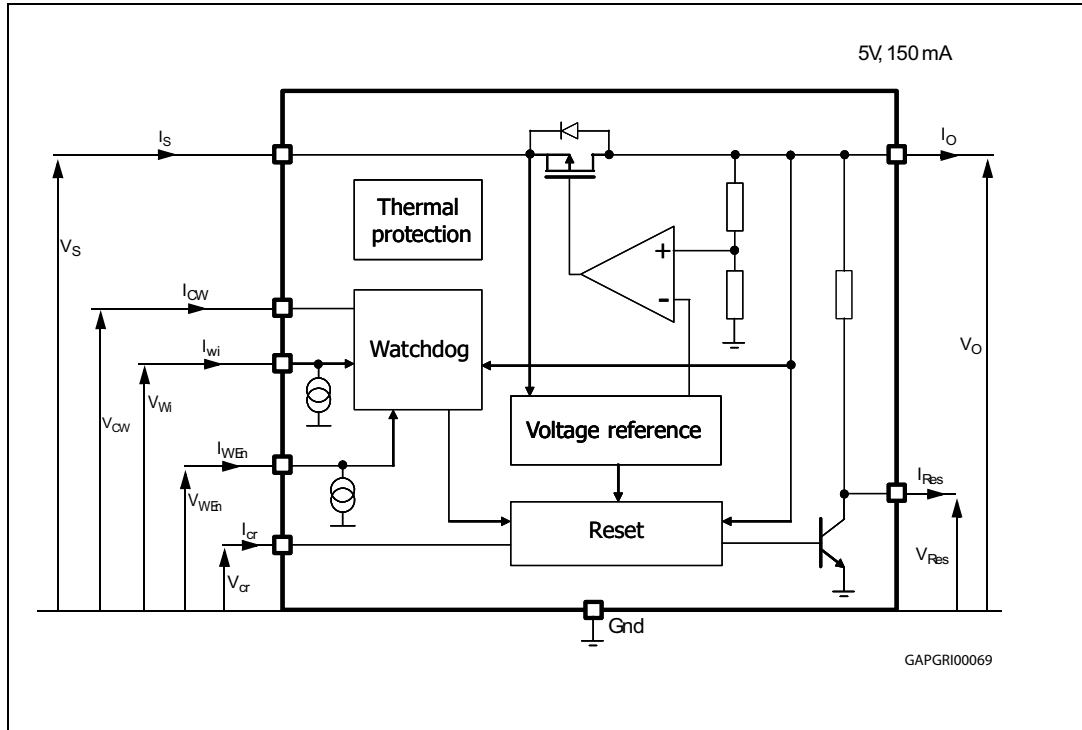 5V, 150 mA
I_S
I_O
Thermal
protection
V_S
+
-
I_CW
Watchdog
I_wi
V_O
V_CW
V_Wi
Voltage reference
I_WEn
I_Res
V_WEn
Reset
I_cr
V_cr
V_Res
Gnd
GAPGRI00069